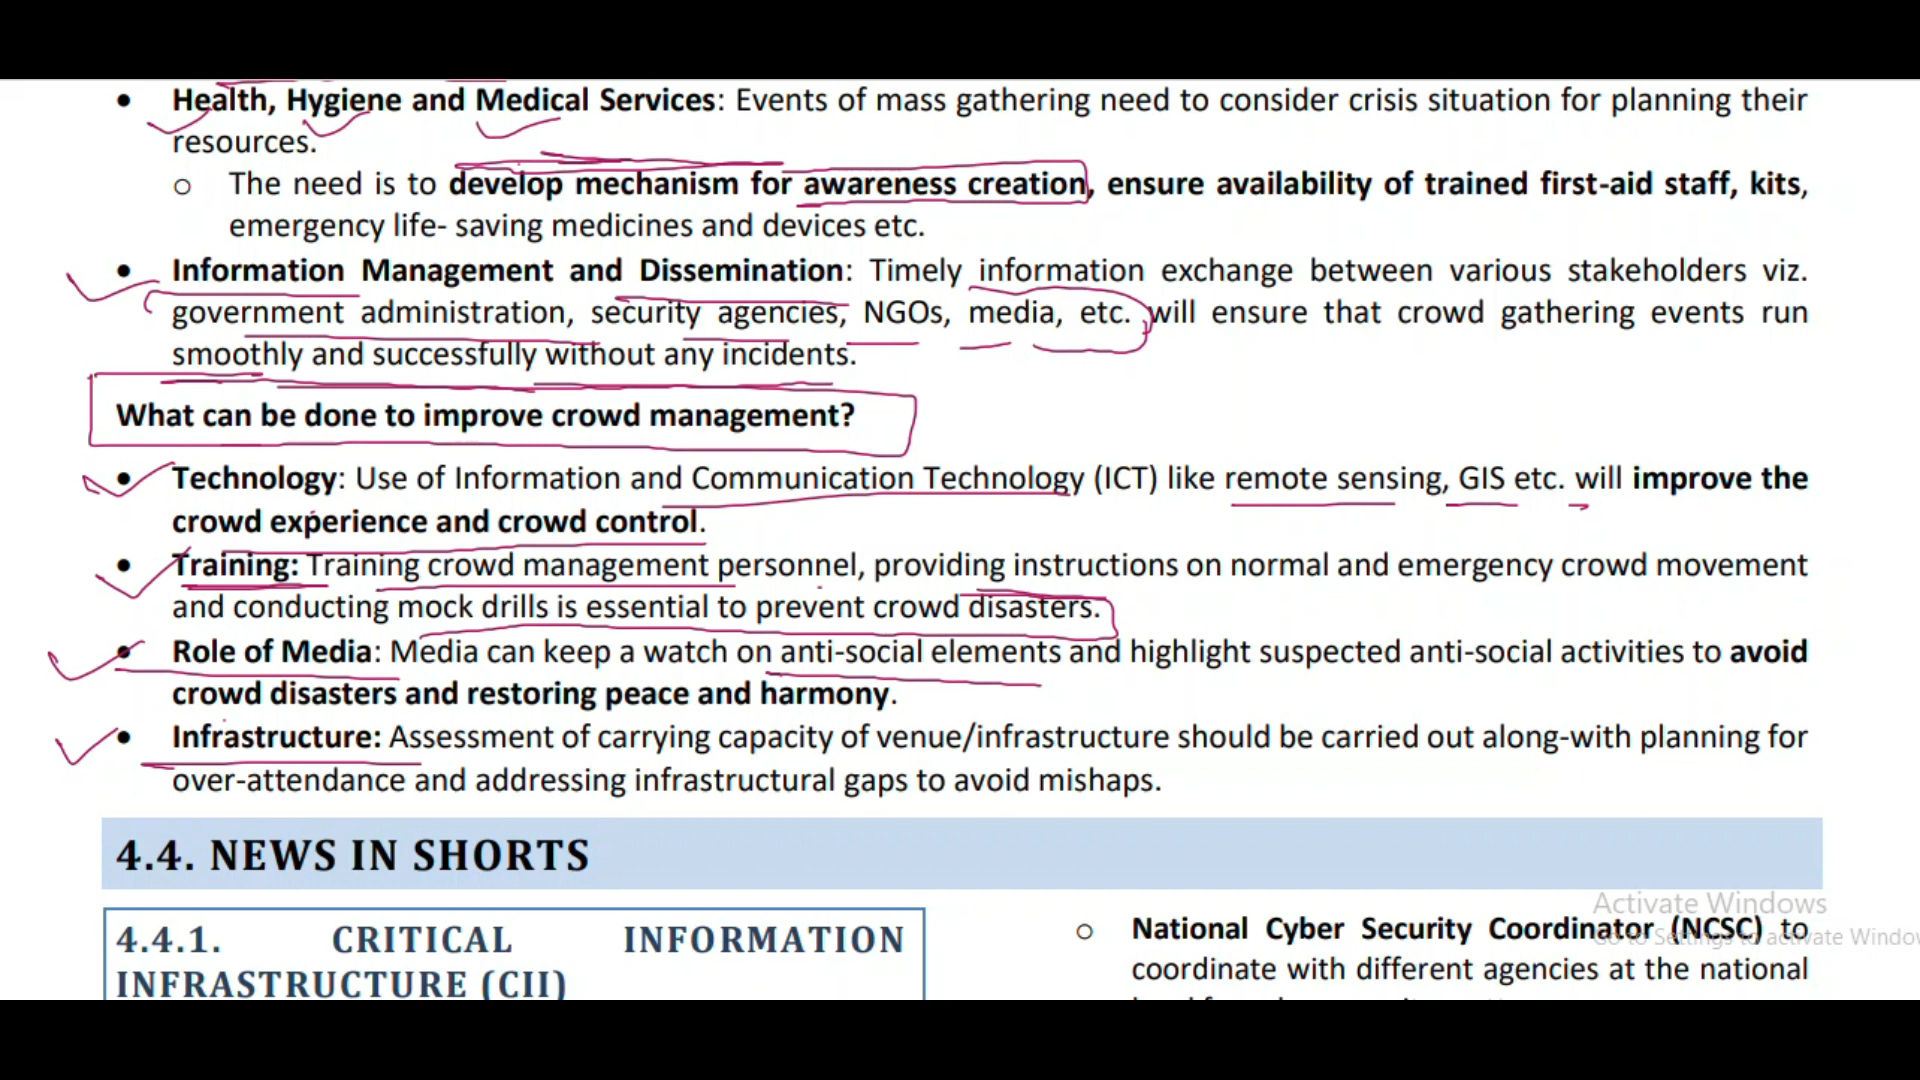 • Health, Hygiene and Medical Services: Events of mass gathering need to consider crisis situation for planning their
resources.
o The need is to develop mechanism for awareness creation, ensure availability of trained first-aid staff, kits,
emergency life- saving medicines and devices etc.
• Information Management and Dissemination: Timely information exchange between various stakeholders viz.
government administration, security agencies, NGOs, media, etc. will ensure that crowd gathering events run
smoothly and successfully without any incidents.
What can be done to improve crowd management?
• Technology: Use of Information and Communication Technology (ICT) like remote sensing, GIS etc. will improve the
crowd experience and crowd control.
• Training: Training crowd management personnel, providing instructions on normal and emergency crowd movement
and conducting mock drills is essential to prevent crowd disasters.
• Role of Media: Media can keep a watch on anti-social elements and highlight suspected anti-social activities to avoid
crowd disasters and restoring peace and harmony.
• Infrastructure: Assessment of carrying capacity of venue/infrastructure should be carried out along-with planning for
over-attendance and addressing infrastructural gaps to avoid mishaps.
4.4. NEWS IN SHORTS
4.4.1. CRITICAL INFORMATION
INFRASTRUCTURE (CII)
o National Cyber Security Coordinator (NCSC) to
coordinate with different agencies at the national
Activate Windows
Go to Settings to activate Window